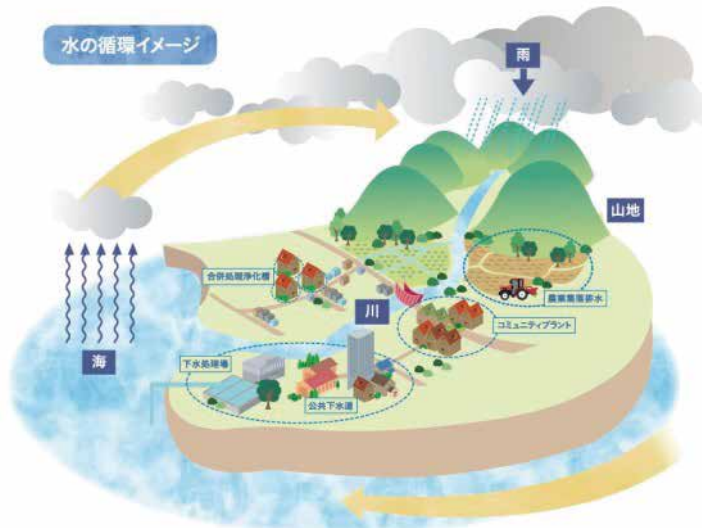 水の循環イメージ
雨
山地
合併処理浄化槽
農業集落排水
川
コミュニティプラント
海
下水処理場
公共下水道